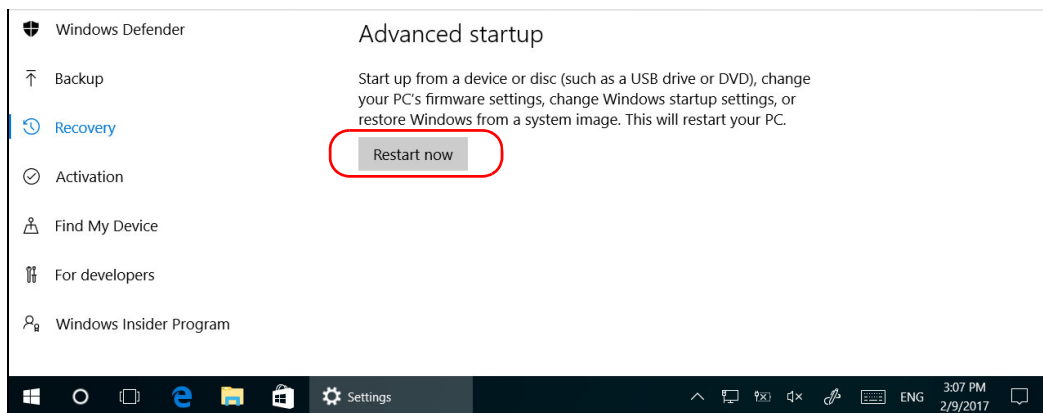 Windows Defender
Backup
Recovery
Activation
Find My Device
For developers
Windows Insider Program
Advanced startup
Start up from a device or disc (such as a USB drive or DVD), change
your PC's firmware settings, change Windows startup settings, or
restore Windows from a system image. This will restart your PC.
Restart now
Settings
ENG
3:07 PM
2/9/2017